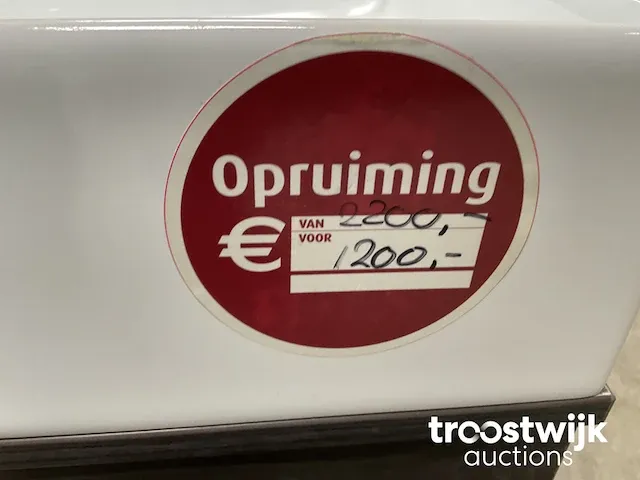 Opruiming
€ VAN 2200,-
VOOR 1200,-
troostwijk
auctions